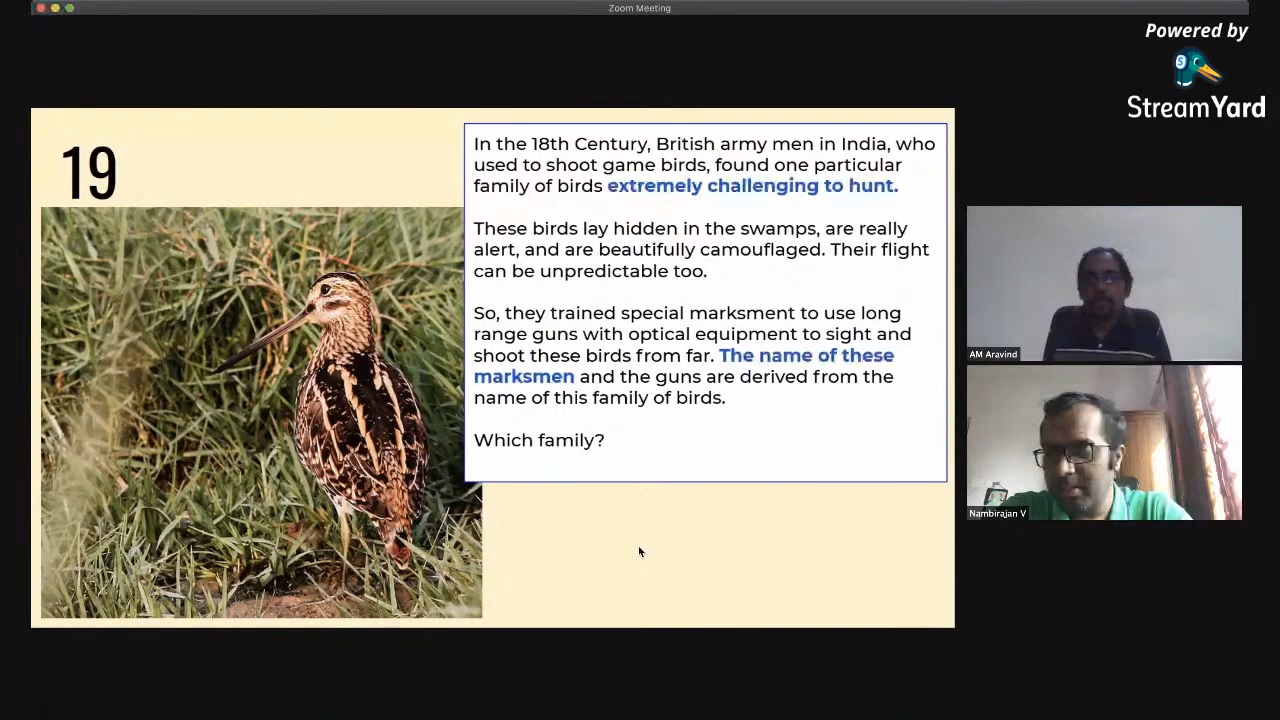 Zoom Meeting
Powered by
StreamYard
19
In the 18th Century, British army men in India, who
used to shoot game birds, found one particular
family of birds extremely challenging to hunt.
These birds lay hidden in the swamps, are really
alert, and are beautifully camouflaged. Their flight
can be unpredictable too.
So, they trained special marksment to use long
range guns with optical equipment to sight and
shoot these birds from far. The name of these
marksmen and the guns are derived from the
name of this family of birds.
Which family?
AM Aravind
Nambirajan V